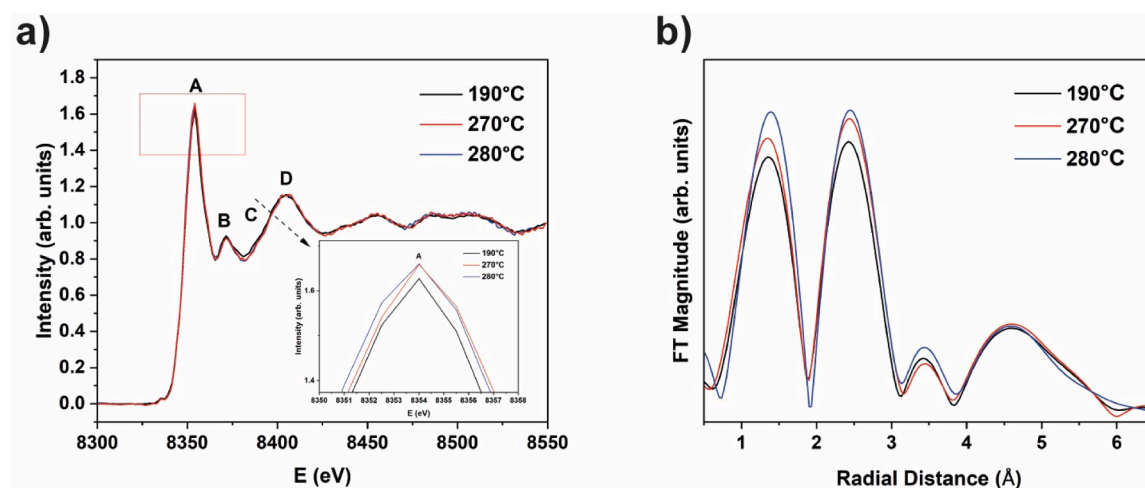 a)
1.8
1.6
1.4
1.2
1.0
0.8
0.6
0.4
0.2
0.0
Intensity (arb. units)
A
B
C
D
190°C
270°C
280°C
8300
8350
8400
8450
8500
8550
E (eV)
A
190°C
270°C
280°C
1.6
1.4
Intensity (arb. units)
8350 8351 8352 8353 8354 8355 8356 8357 8358
E (eV)
b)
FT Magnitude (arb. units)
190°C
270°C
280°C
1 2 3 4 5 6
Radial Distance (Å)